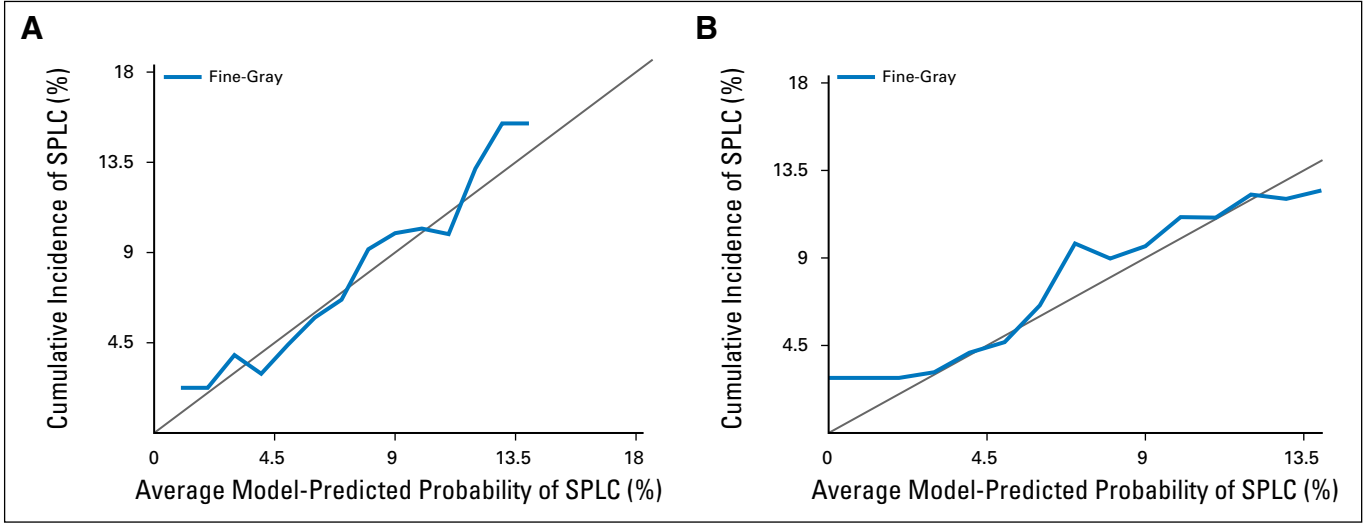 A
Cumulative Incidence of SPLC (%)
Fine-Gray
18
13.5
9
4.5
0
4.5
9
13.5
18
Average Model-Predicted Probability of SPLC (%)
B
Cumulative Incidence of SPLC (%)
Fine-Gray
18
13.5
9
4.5
0
4.5
9
13.5
Average Model-Predicted Probability of SPLC (%)